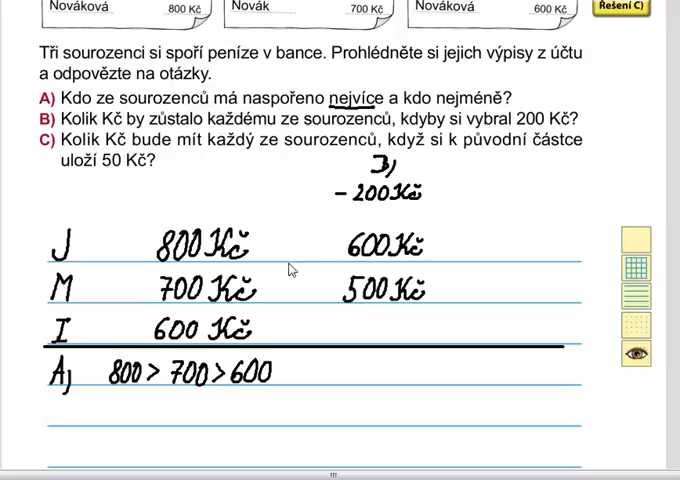 Nováková 800 Kč Novák 700 Kč Nováková 600 Kč Řešení C)
Tři sourozenci si spoří peníze v bance. Prohlédněte si jejich výpisy z účtu
a odpovězte na otázky.
A) Kdo ze sourozenců má naspořeno nejvíce a kdo nejméně?
B) Kolik Kč by zůstalo každému ze sourozenců, kdyby si vybral 200 Kč?
C) Kolik Kč bude mít každý ze sourozenců, když si k původní částce
uloží 50 Kč?
B)
- 200 Kč
J 800 Kč 600 Kč
M 700 Kč 500 Kč
I 600 Kč
A) 800 > 700 > 600